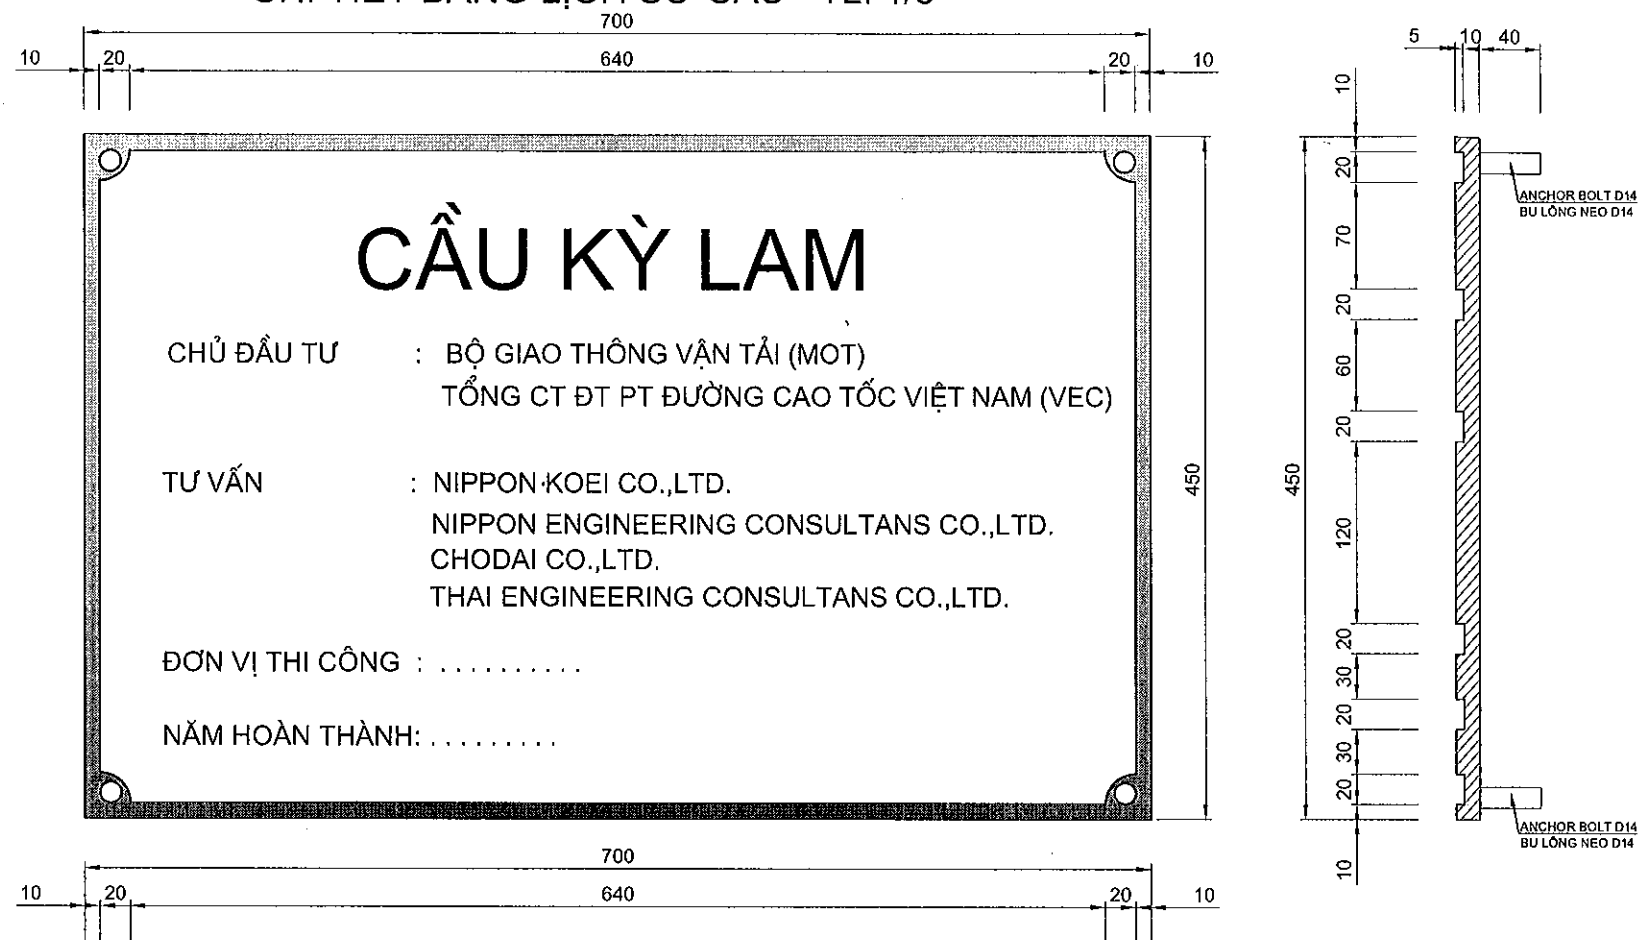 700
10 20 640 20 10
5 10 40
CẦU KỲ LAM
CHỦ ĐẦU TƯ : BỘ GIAO THÔNG VẬN TẢI (MOT)
TỔNG CT ĐT PT ĐƯỜNG CAO TỐC VIỆT NAM (VEC)
TƯ VẤN : NIPPON KOEI CO.,LTD.
NIPPON ENGINEERING CONSULTANS CO.,LTD.
CHODAI CO.,LTD.
THAI ENGINEERING CONSULTANS CO.,LTD.
ĐƠN VỊ THI CÔNG : . . . . . . . . . .
NĂM HOÀN THÀNH: . . . . . . . . .
450
450
10
20
70
20
60
20
120
20
30
20
30
20
10
ANCHOR BOLT D14
BU LÔNG NEO D14
ANCHOR BOLT D14
BU LÔNG NEO D14
700
10 20 640 20 10